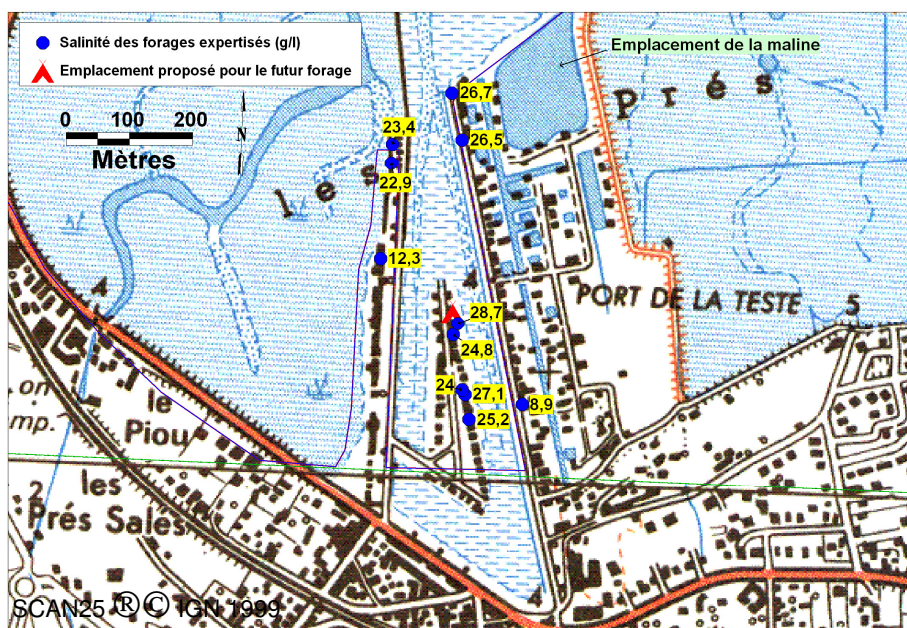 Salinité des forages expertisés (g/l)
Emplacement proposé pour le futur forage
Emplacement de la maline
0 100 200
Mètres
N
26,7
Prés
23,4
26,5
22,9
les
12,3
4
4
PORT DE LA TESTE
5
28,7
24,8
24
27,1
8,9
25,2
on
mp.
le
Piou
2
les
Prés Salés
4
SCAN25 ® © IGN 1999